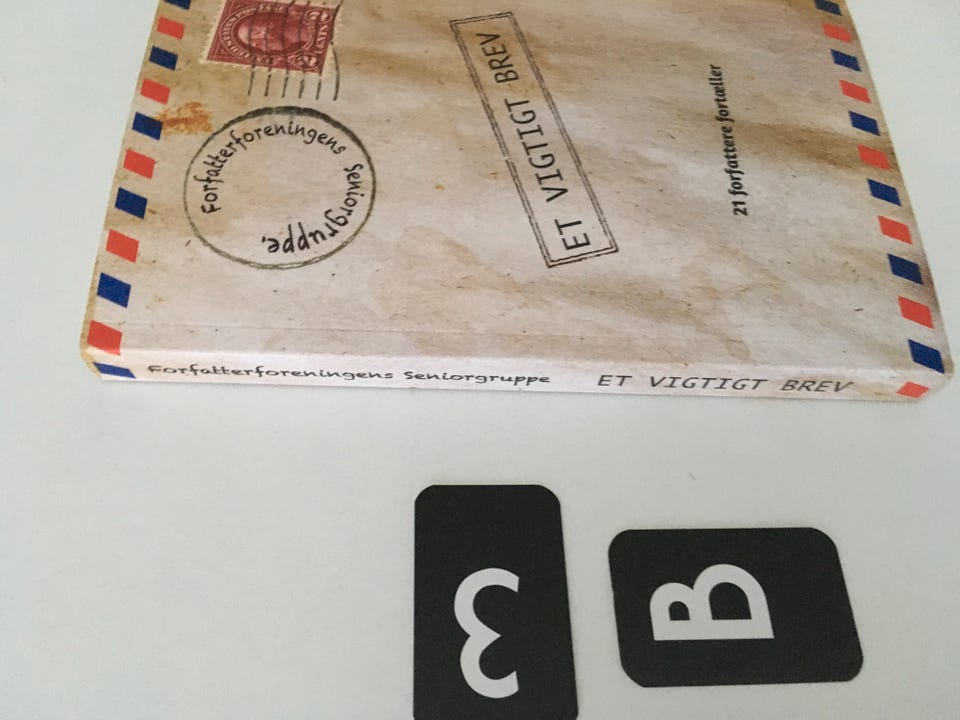 Forfatterforeningens Seniorgruppe.
ET VIGTIGT BREV
21 forfattere fortæller
Forfatterforeningens Seniorgruppe ET VIGTIGT BREV
B